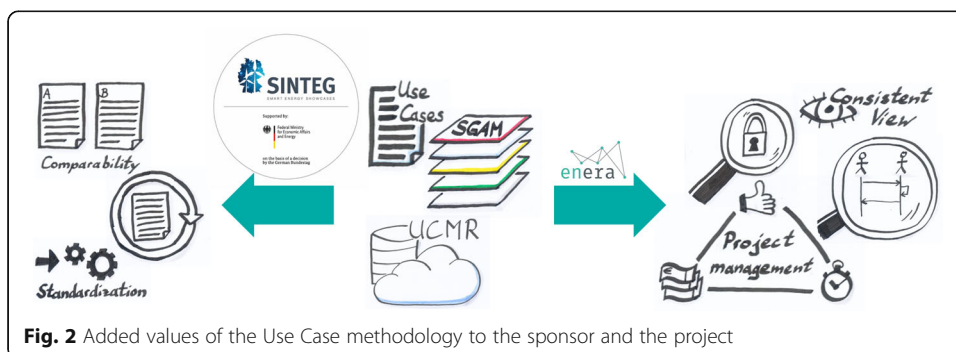 A
B
Comparability
Standardization
SINTEG
SMART ENERGY SHOWCASES
Supported by:
Federal Ministry
for Economic Affairs
and Energy
on the basis of a decision
by the German Bundestag
Use
Cases
SGAM
UCMR
enera
Consistent
View
Project
management
€
Fig. 2 Added values of the Use Case methodology to the sponsor and the project